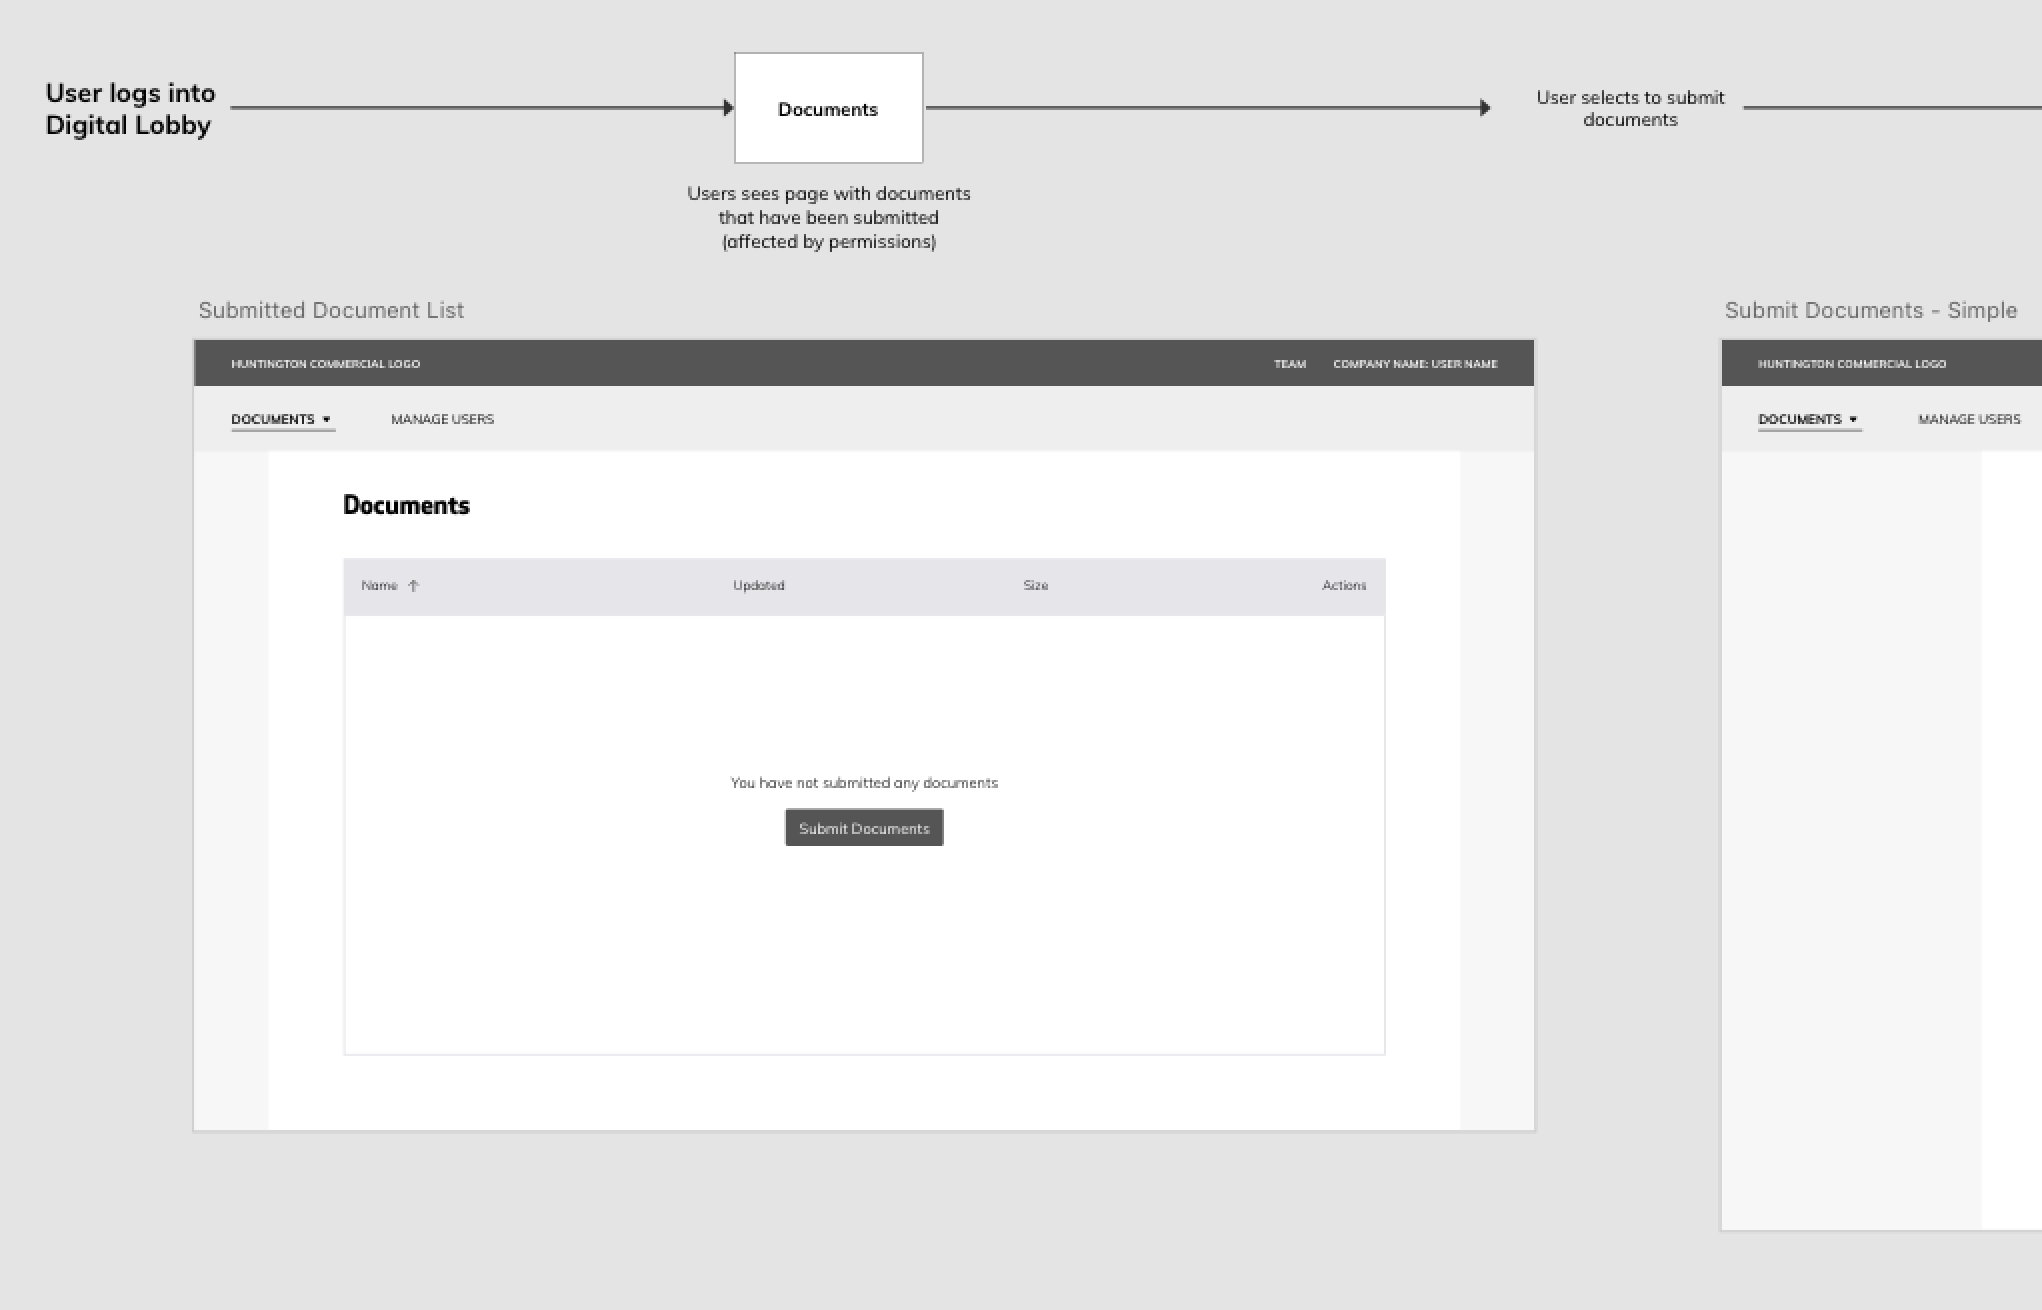 User logs into
Digital Lobby
Documents
User selects to submit
documents
Users sees page with documents
that have been submitted
(affected by permissions)
Submitted Document List
Submit Documents - Simple
HUNTINGTON COMMERCIAL LOGO
TEAM
COMPANY NAME: USER NAME
HUNTINGTON COMMERCIAL LOGO
DOCUMENTS
MANAGE USERS
DOCUMENTS
MANAGE USERS
Documents
Name
Updated
Size
Actions
You have not submitted any documents
Submit Documents